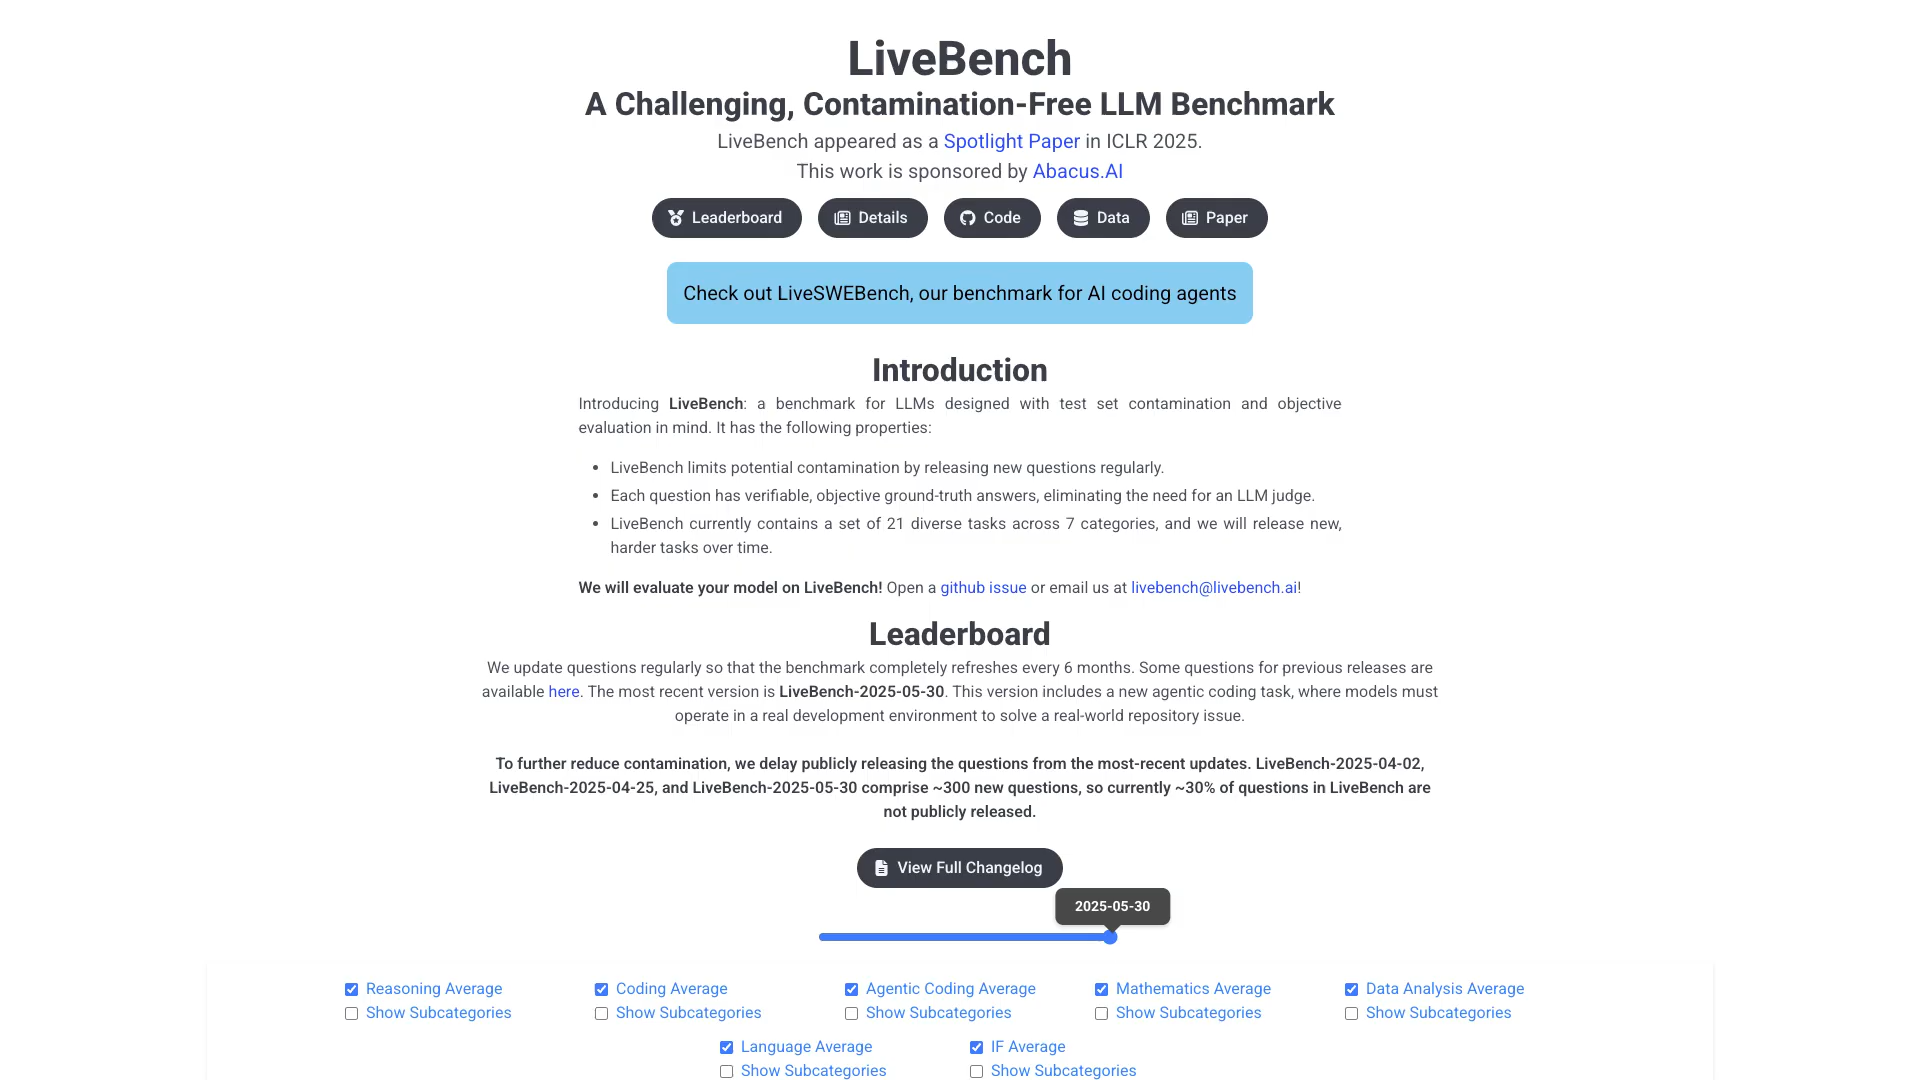 LiveBench
A Challenging, Contamination-Free LLM Benchmark
LiveBench appeared as a Spotlight Paper in ICLR 2025.
This work is sponsored by Abacus.AI
Leaderboard Details Code Data Paper
Check out LiveSWEBench, our benchmark for AI coding agents
Introduction
Introducing LiveBench: a benchmark for LLMs designed with test set contamination and objective
evaluation in mind. It has the following properties:
• LiveBench limits potential contamination by releasing new questions regularly.
• Each question has verifiable, objective ground-truth answers, eliminating the need for an LLM judge.
• LiveBench currently contains a set of 21 diverse tasks across 7 categories, and we will release new,
harder tasks over time.
We will evaluate your model on LiveBench! Open a github issue or email us at livebench@livebench.ai!
Leaderboard
We update questions regularly so that the benchmark completely refreshes every 6 months. Some questions for previous releases are
available here. The most recent version is LiveBench-2025-05-30. This version includes a new agentic coding task, where models must
operate in a real development environment to solve a real-world repository issue.
To further reduce contamination, we delay publicly releasing the questions from the most-recent updates. LiveBench-2025-04-02,
LiveBench-2025-04-25, and LiveBench-2025-05-30 comprise ~300 new questions, so currently ~30% of questions in LiveBench are
not publicly released.
View Full Changelog
2025-05-30
Reasoning Average Coding Average Agentic Coding Average Mathematics Average Data Analysis Average
Show Subcategories Show Subcategories Show Subcategories Show Subcategories Show Subcategories
Language Average IF Average
Show Subcategories Show Subcategories